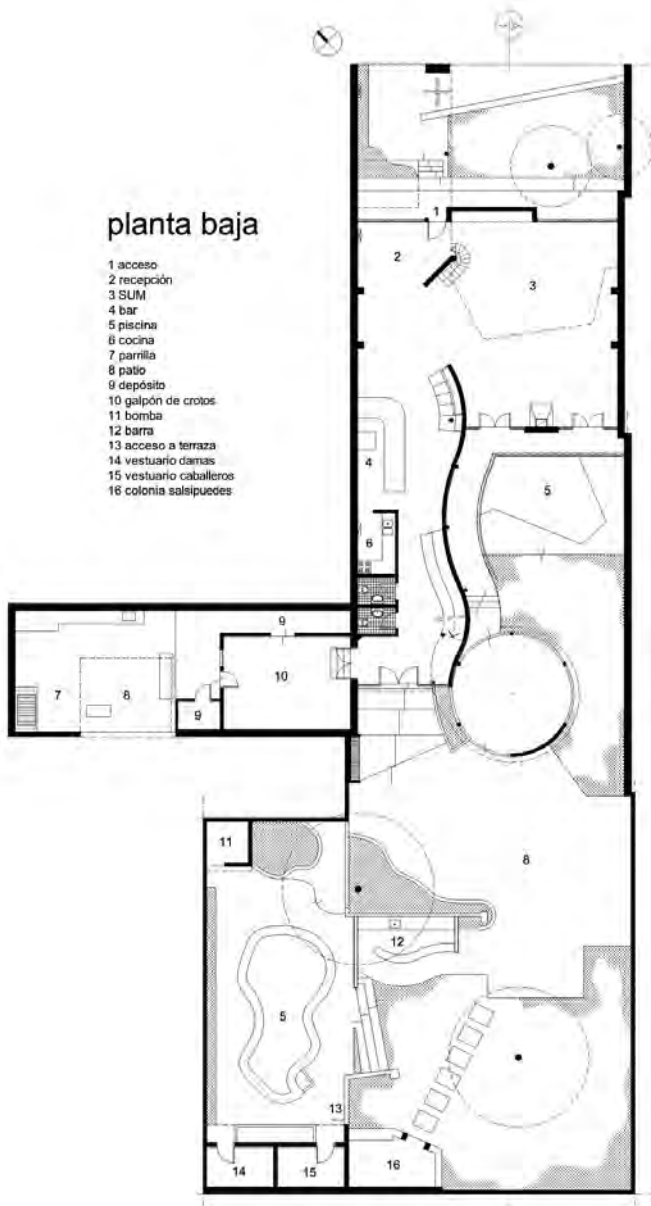 planta baja
1 acceso
2 recepción
3 SUM
4 bar
5 piscina
6 cocina
7 parrilla
8 patio
9 depósito
10 galpón de crotos
11 bomba
12 barra
13 acceso a terraza
14 vestuario damas
15 vestuario caballeros
16 colonia salsipuedes
1
2
3
4
5
6
9
10
7
8
9
11
8
12
5
13
14
15
16